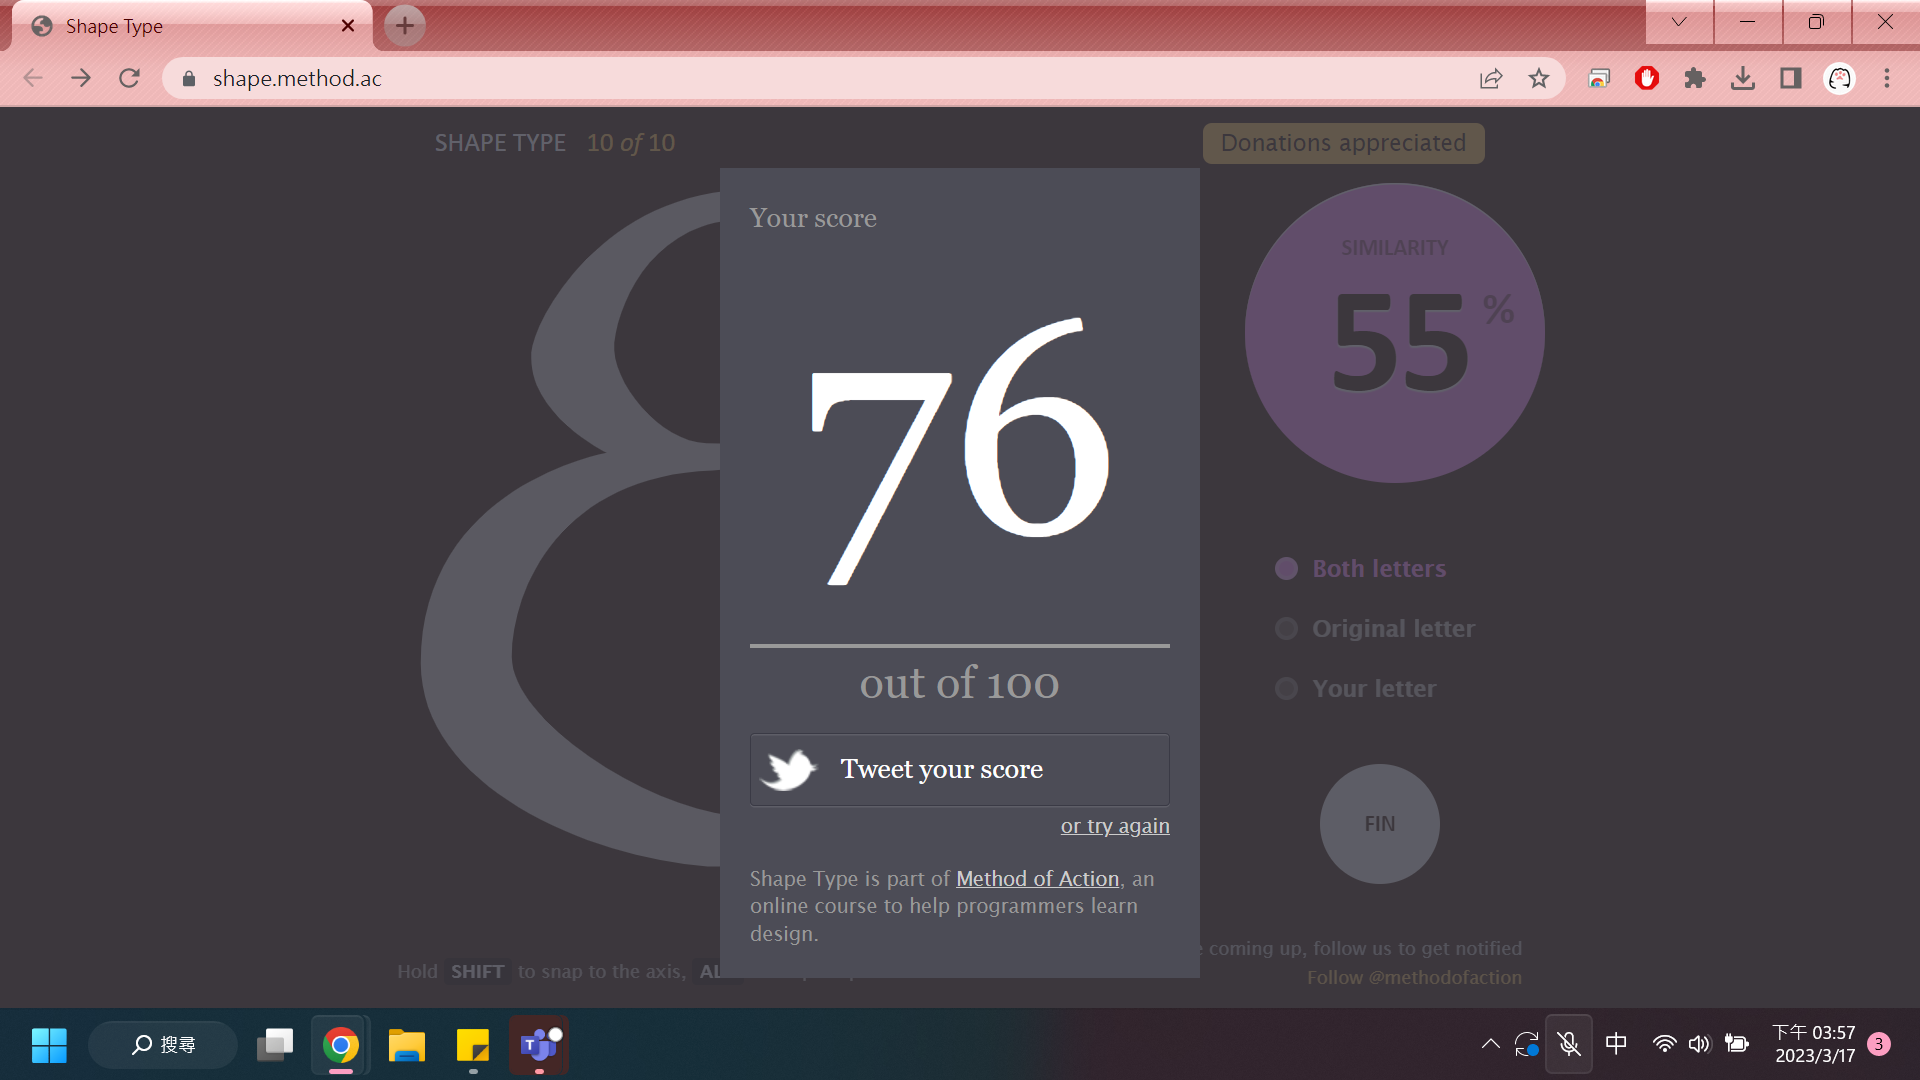 Shape Type
shape.method.ac
SHAPE TYPE 10 of 10
Donations appreciated
Your score
76
out of 100
Tweet your score
or try again
Shape Type is part of Method of Action, an
online course to help programmers learn
design.
SIMILARITY
55 %
Both letters
Original letter
Your letter
FIN
Hold SHIFT to snap to the axis,
coming up, follow us to get notified
Follow @methodofaction
搜尋
T
中
下午 03:57
2023/3/17
3